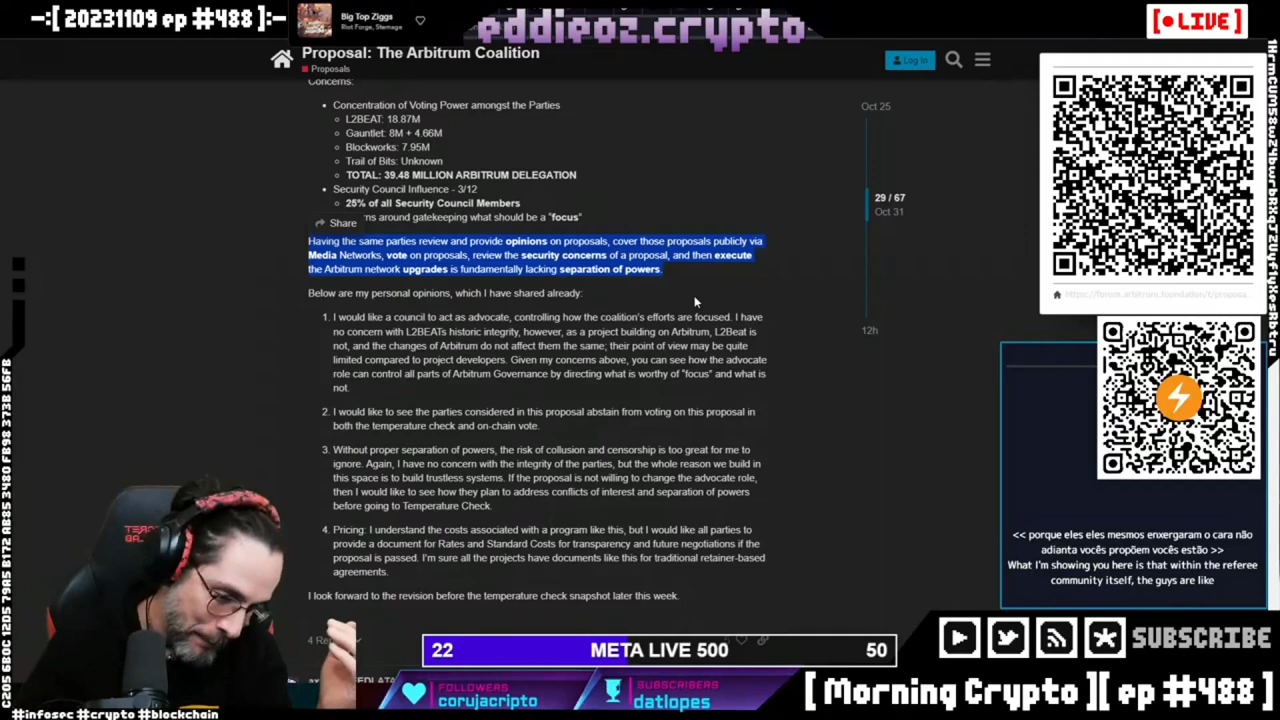 -:[ 20231109 ep #488 ]:-
Big Top Ziggs
Riot Forge, Stemage
eddieoz.crypto
[● LIVE]
Proposal: The Arbitrum Coalition
Proposals
Log In
Concerns:
• Concentration of Voting Power amongst the Parties
L2BEAT: 18.87M
Gauntlet: 8M + 4.66M
Blockworks: 7.95M
Trail of Bits: Unknown
TOTAL: 39.48 MILLION ARBITRUM DELEGATION
• Security Council Influence - 3/12
25% of all Security Council Members
Share
ns around gatekeeping what should be a "focus"
Having the same parties review and provide opinions on proposals, cover those proposals publicly via
Media Networks, vote on proposals, review the security concerns of a proposal, and then execute
the Arbitrum network upgrades is fundamentally lacking separation of powers.
Below are my personal opinions, which I have shared already:
1. I would like a council to act as advocate, controlling how the coalition's efforts are focused. I have
no concern with L2BEATs historic integrity, however, as a project building on Arbitrum, L2Beat is
not, and the changes of Arbitrum do not affect them the same; their point of view may be quite
limited compared to project developers. Given my concerns above, you can see how the advocate
role can control all parts of Arbitrum Governance by directing what is worthy of "focus" and what is
not.
2. I would like to see the parties considered in this proposal abstain from voting on this proposal in
both the temperature check and on-chain vote.
3. Without proper separation of powers, the risk of collusion and censorship is too great for me to
ignore. Again, I have no concern with the integrity of the parties, but the whole reason we build in
this space is to build trustless systems. If the proposal is not willing to change the advocate role,
then I would like to see how they plan to address conflicts of interest and separation of powers
before going to Temperature Check.
4. Pricing: I understand the costs associated with a program like this, but I would like all parties to
provide a document for Rates and Standard Costs for transparency and future negotiations if the
proposal is passed. I'm sure all the projects have documents like this for traditional retainer-based
agreements.
I look forward to the revision before the temperature check snapshot later this week.
Oct 25
29 / 67
Oct 31
12h
https://forum.arbitrum.foundation/t/proposa...
<< porque eles eles mesmos enxergaram o cara não
adianta vocês propõem vocês estão >>
What I'm showing you here is that within the referee
community itself, the guys are like
22 META LIVE 500 50
SUBSCRIBE
FOLLOWERS
corujacripto
SUBSCRIBERS
datlopes
[ Morning Crypto ][ ep #488 ]
#infosec #crypto #blockchain
C2E05 6B0C 12D5 79A5 B172 AB85 3480 FB98 373B 56FB